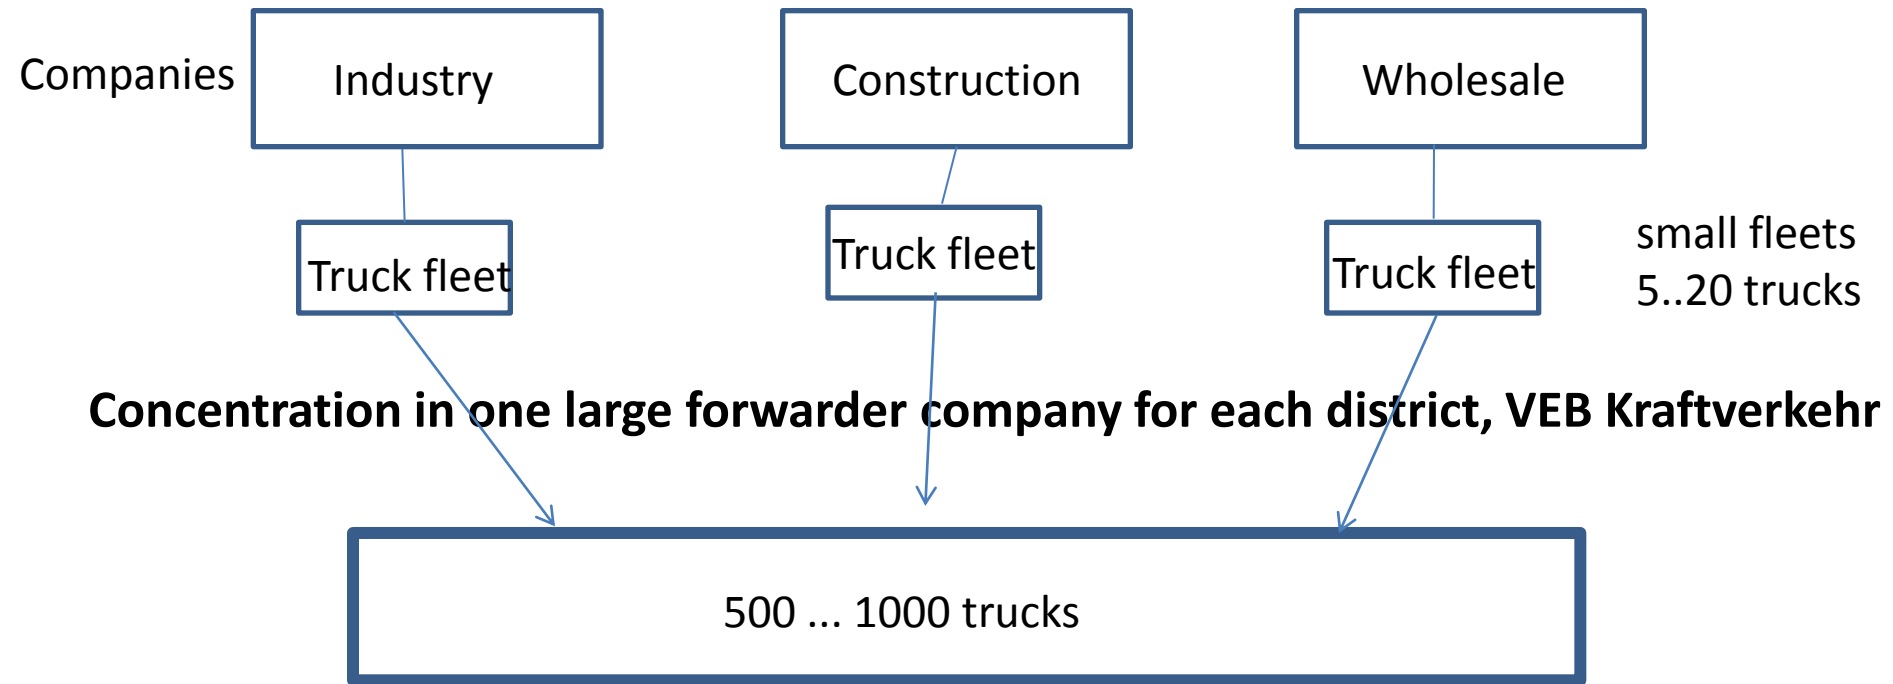 Companies
Industry
Construction
Wholesale
Truck fleet
Truck fleet
Truck fleet
small fleets
5..20 trucks
Concentration in one large forwarder company for each district, VEB Kraftverkehr
500 ... 1000 trucks